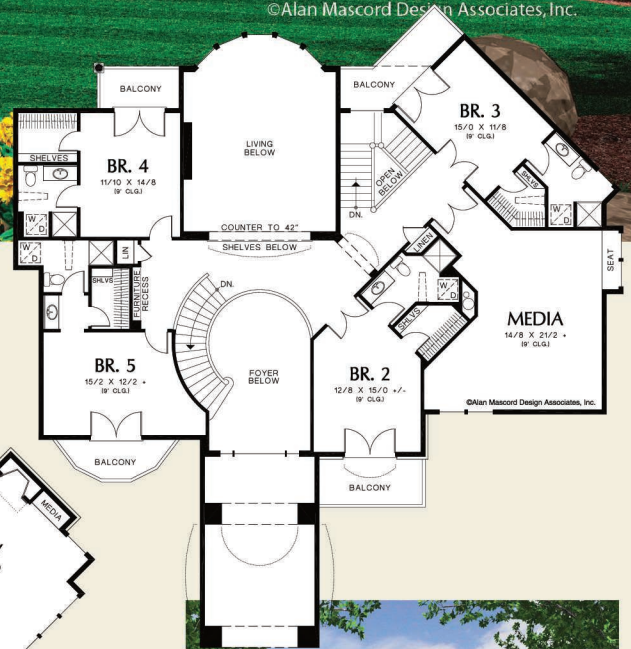 ©Alan Mascord Design Associates, Inc.
BALCONY
BALCONY
BR. 3
15/0 X 11/8
(9' CLG.)
LIVING
BELOW
SHELVES
BR. 4
11/10 X 14/8
(9' CLG.)
OPEN
BELOW
DN.
SHLVS
W
D
W
D
COUNTER TO 42"
SHELVES BELOW
LINEN
SEAT
W
D
LIN
SHLVS
FURNITURE
RECESS
DN.
W
D
SHLVS
MEDIA
14/8 X 21/2 +
(9' CLG.)
BR. 5
15/2 X 12/2 +
(9' CLG.)
FOYER
BELOW
BR. 2
12/8 X 15/0 +/-
(9' CLG.)
©Alan Mascord Design Associates, Inc.
BALCONY
BALCONY
MEDIA